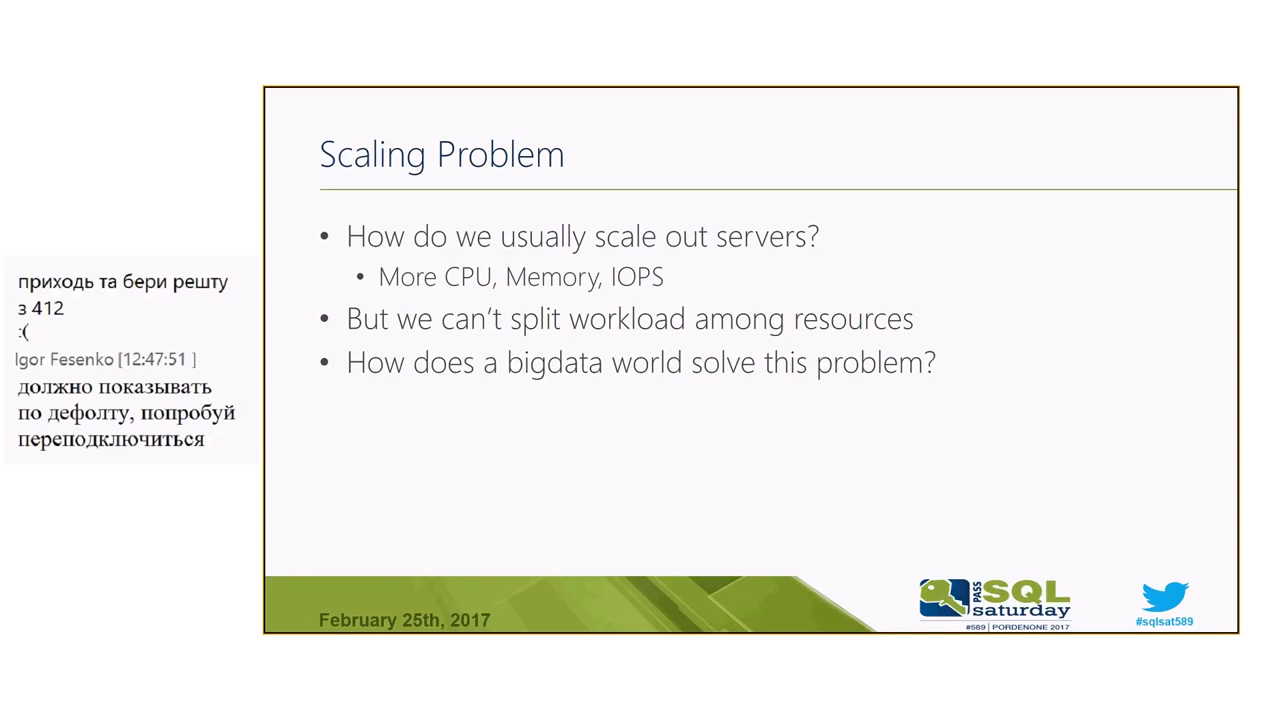 приходь та бери решту
з 412
:(
Igor Fesenko [12:47:51 ]
должно показывать
по дефолту, попробуй
переподключиться
Scaling Problem
• How do we usually scale out servers?
• More CPU, Memory, IOPS
• But we can’t split workload among resources
• How does a bigdata world solve this problem?
February 25th, 2017
PASS
SQL
saturday
#589 | PORDENONE 2017
#sqlsat589